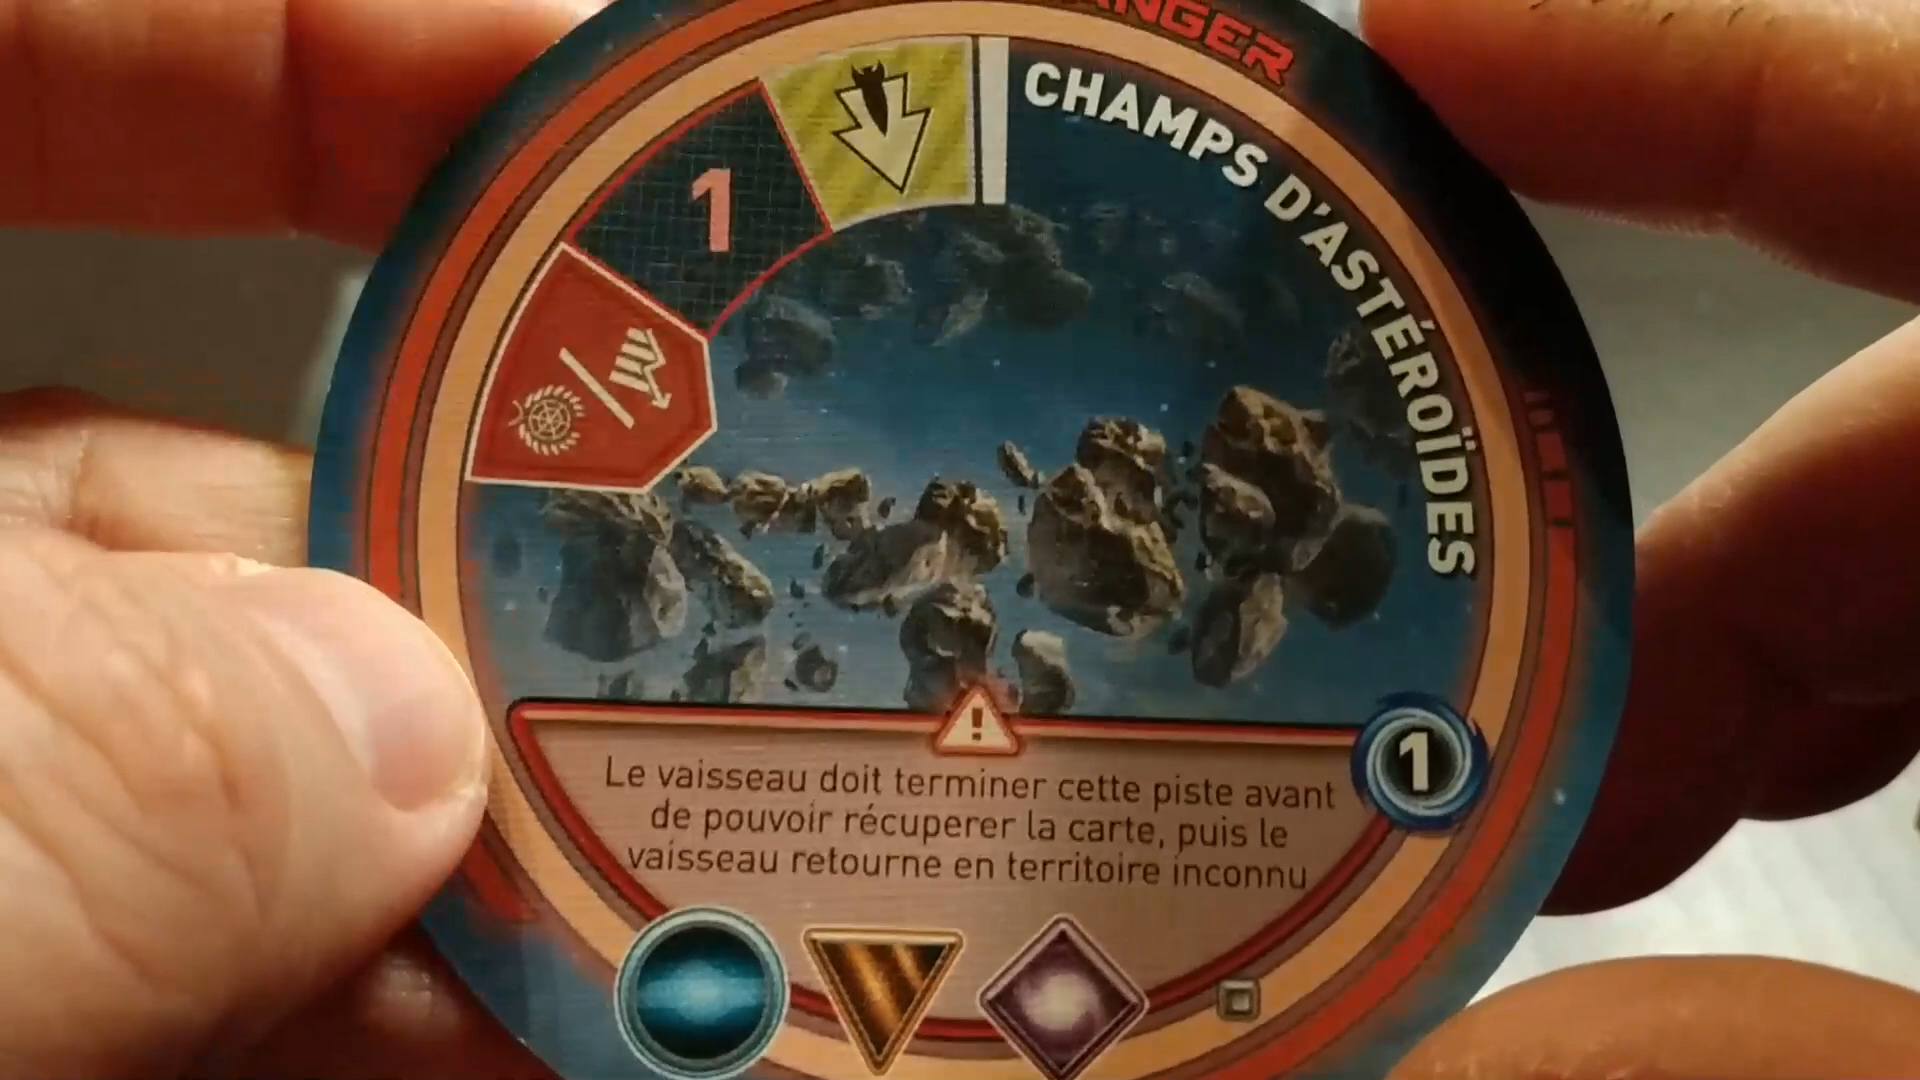 CHAMPS D'ASTÉROÏDES
1
Le vaisseau doit terminer cette piste avant
de pouvoir récuperer la carte, puis le
vaisseau retourne en territoire inconnu
1